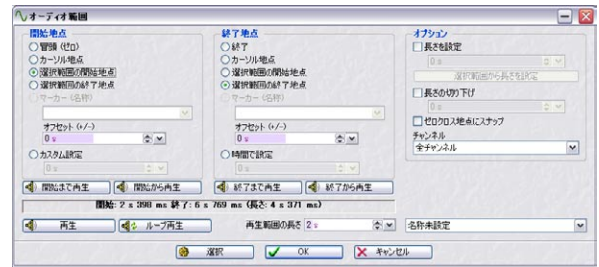 オーディオ範囲
開始地点
冒頭 (ゼロ)
カーソル地点
選択範囲の開始地点
選択範囲の終了地点
マーカー (名称)
オフセット (+/-)
0 s
カスタム設定
0 s
開始まで再生
開始から再生
終了地点
終了
カーソル地点
選択範囲の開始地点
選択範囲の終了地点
マーカー (名称)
オフセット (+/-)
0 s
時間で設定
0 s
終了まで再生
終了から再生
オプション
長さを設定
0 s
選択範囲から長さを設定
長さの切り下げ
0 s
ゼロクロス地点にスナップ
チャンネル
全チャンネル
開始: 2 s 398 ms 終了: 6 s 769 ms (長さ: 4 s 371 ms)
再生
ループ再生
再生範囲の長さ 2 s
名称未設定
選択
OK
キャンセル